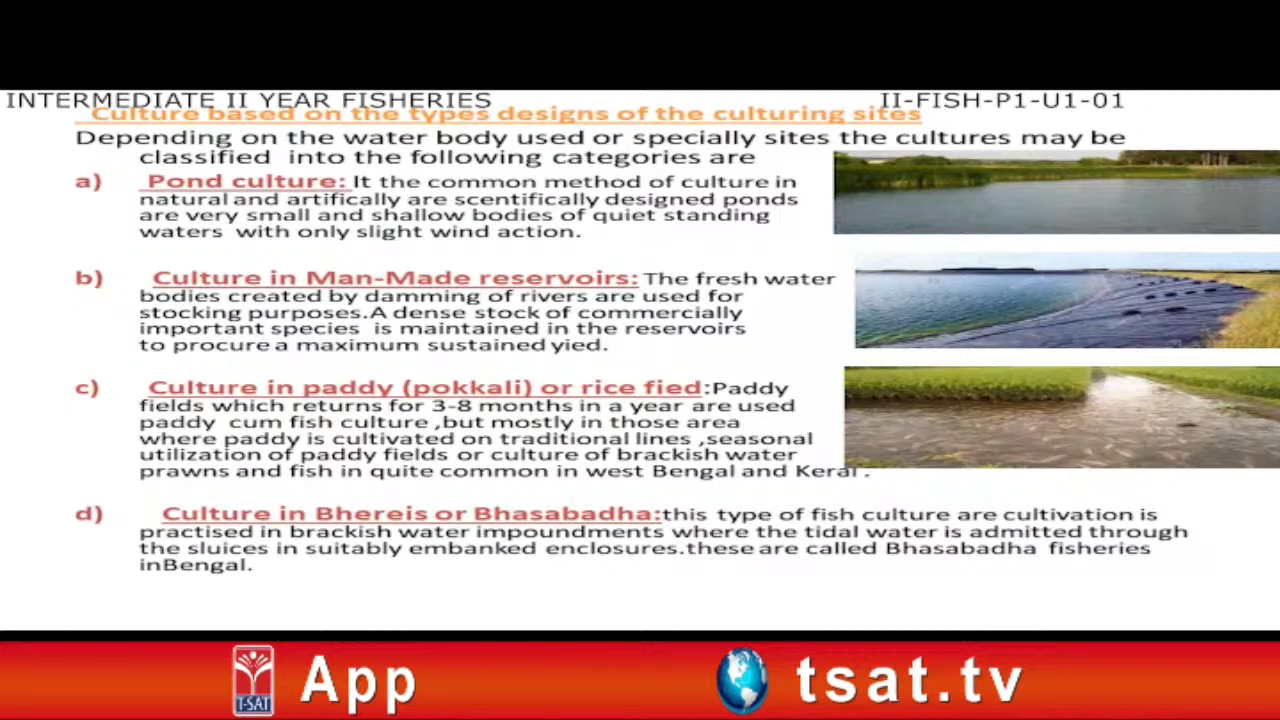 INTERMEDIATE II YEAR FISHERIES II-FISH-P1-U1-01
Culture based on the types designs of the culturing sites
Depending on the water body used or specially sites the cultures may be
classified into the following categories are
a) Pond culture: It the common method of culture in
natural and artifically are scentifically designed ponds
are very small and shallow bodies of quiet standing
waters with only slight wind action.
b) Culture in Man-Made reservoirs: The fresh water
bodies created by damming of rivers are used for
stocking purposes.A dense stock of commercially
important species is maintained in the reservoirs
to procure a maximum sustained yied.
c) Culture in paddy (pokkali) or rice fied:Paddy
fields which returns for 3-8 months in a year are used
paddy cum fish culture ,but mostly in those area
where paddy is cultivated on traditional lines ,seasonal
utilization of paddy fields or culture of brackish water
prawns and fish in quite common in west Bengal and Keral .
d) Culture in Bhereis or Bhasabadha:this type of fish culture are cultivation is
practised in brackish water impoundments where the tidal water is admitted through
the sluices in suitably embanked enclosures.these are called Bhasabadha fisheries
inBengal.
T-SAT App tsat.tv